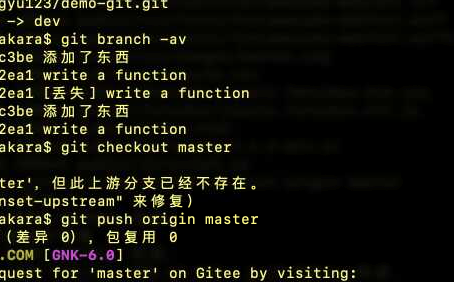 gyu123/demo-git.git
-> dev
akara$ git branch -av
c3be 添加了东西
2ea1 write a function
2ea1 [丢失] write a function
c3be 添加了东西
2ea1 write a function
akara$ git checkout master
ter', 但此上游分支已经不存在。
nset-upstream" 来修复)
akara$ git push origin master
(差异 0), 包复用 0
.COM [GNK-6.0]
quest for 'master' on Gitee by visiting: